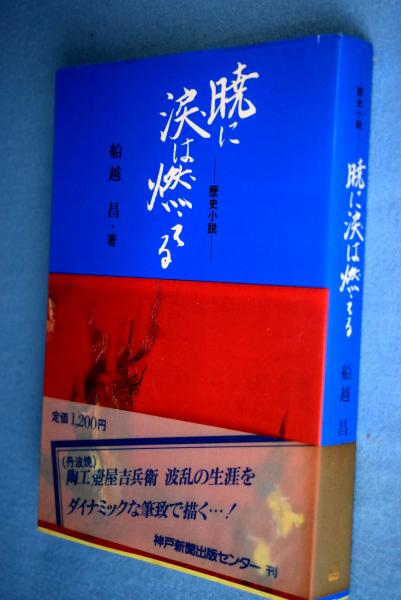 暁に
涙は燃える
——歴史小説——
船越 昌・著
定価1,200円
(丹波焼)
陶工壺屋吉兵衛 波乱の生涯を
ダイナミックな筆致で描く…!
神戸新聞出版センター 刊
——歴史小説——
暁に涙は燃える
船越 昌